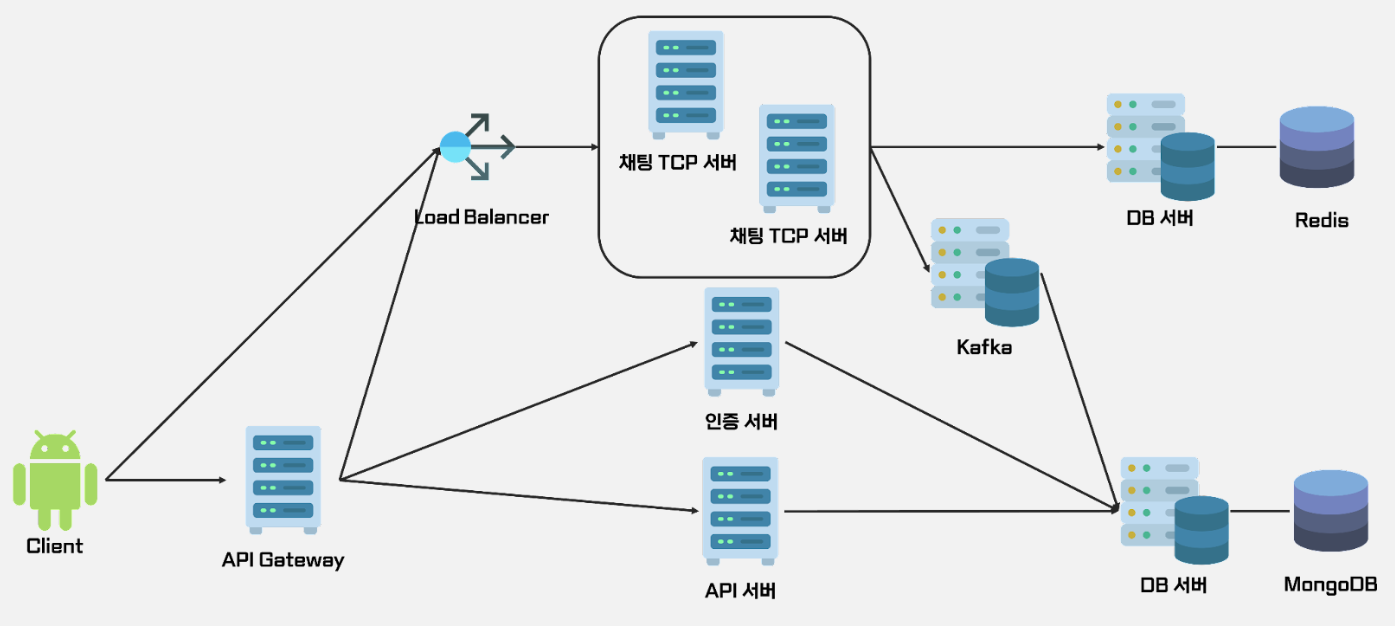 채팅 TCP 서버
채팅 TCP 서버
Load Balancer
DB 서버
Redis
Kafka
인증 서버
Client
API Gateway
API 서버
DB 서버
MongoDB